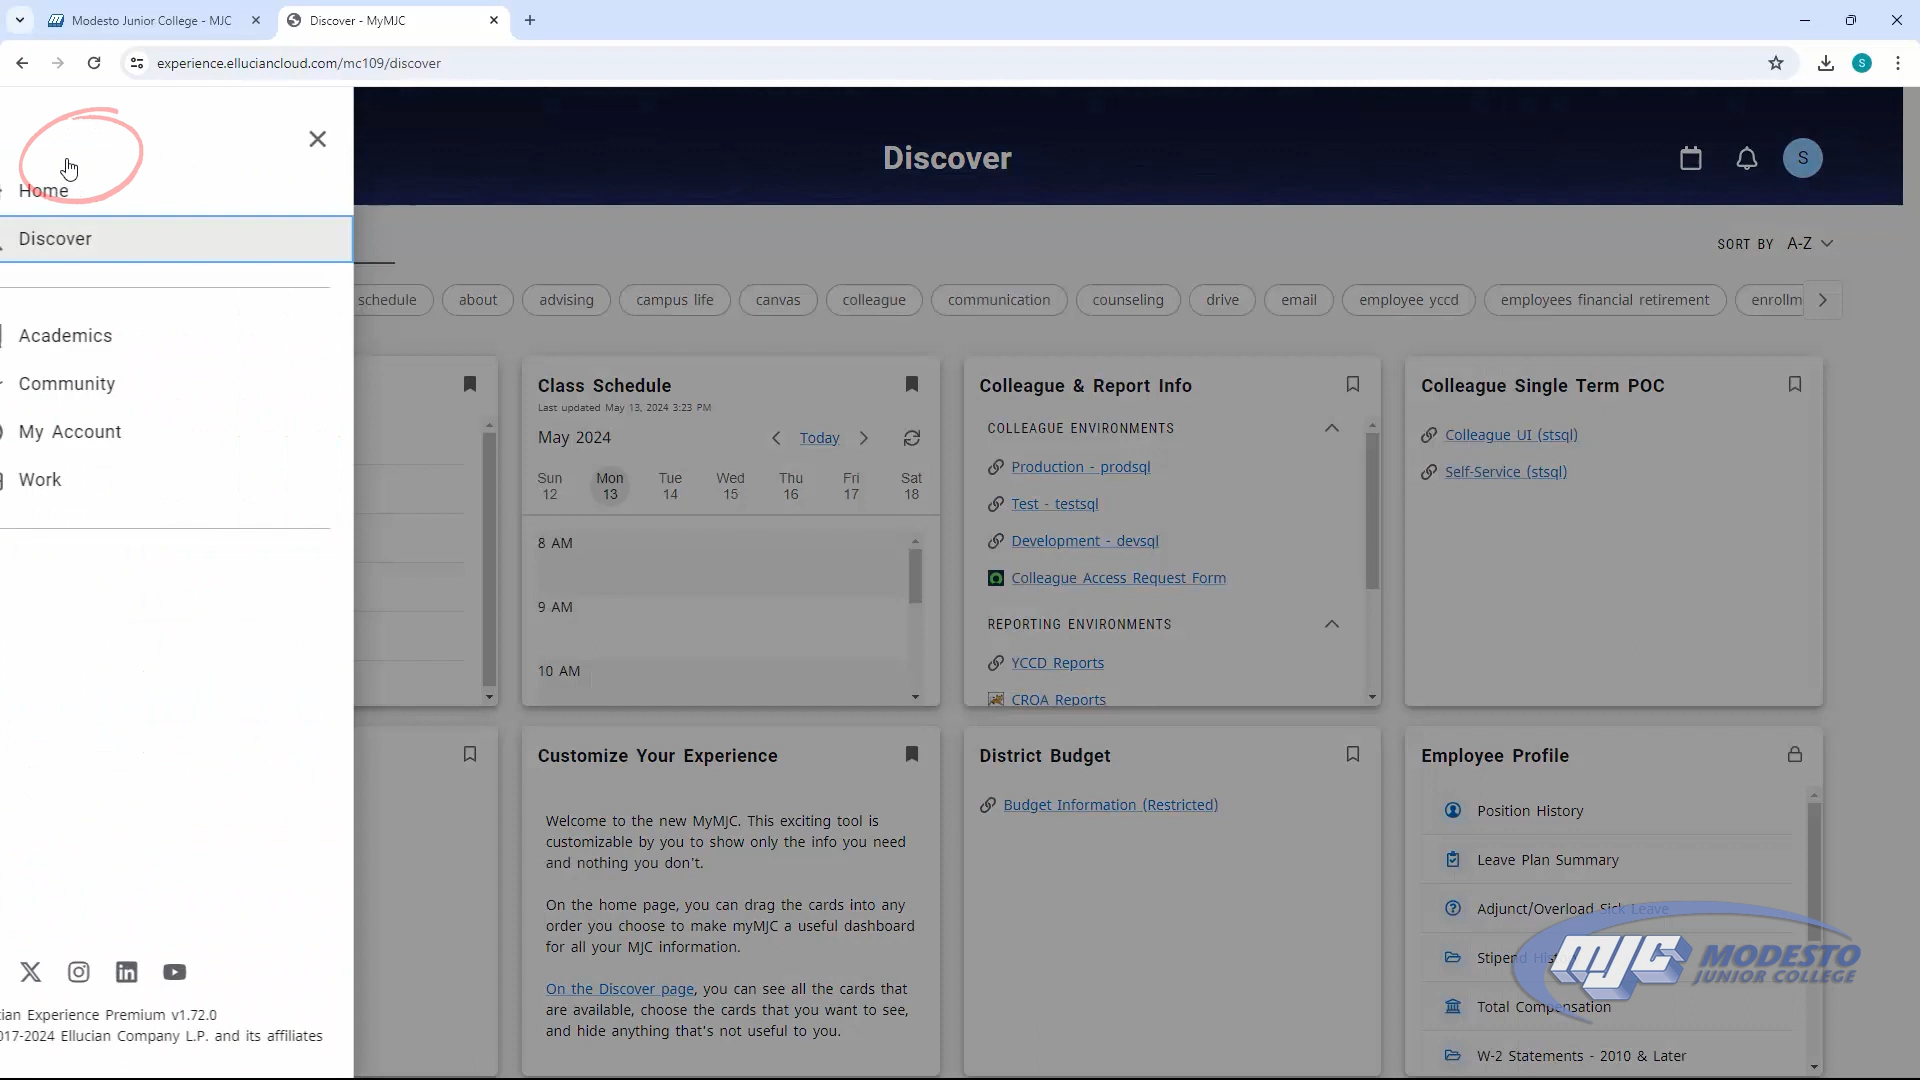 Modesto Junior College - MJC
Discover - MyMJC
experience.elluciancloud.com/mc109/discover
S
Home
Discover
Academics
Community
My Account
Work
tian Experience Premium v1.72.0
017-2024 Ellucian Company L.P. and its affiliates
Discover
S
SORT BY A-Z
schedule
about
advising
campus life
canvas
colleague
communication
counseling
drive
email
employee yccd
employees financial retirement
enrollm
Class Schedule
Last updated May 13, 2024 3:23 PM
May 2024
Today
Sun Mon Tue Wed Thu Fri Sat
12 13 14 15 16 17 18
8 AM
9 AM
10 AM
Colleague & Report Info
COLLEAGUE ENVIRONMENTS
Production - prodsql
Test - testsql
Development - devsql
Colleague Access Request Form
REPORTING ENVIRONMENTS
YCCD Reports
CROA Reports
Colleague Single Term POC
Colleague UI (stsql)
Self-Service (stsql)
Customize Your Experience
Welcome to the new MyMJC. This exciting tool is
customizable by you to show only the info you need
and nothing you don't.
On the home page, you can drag the cards into any
order you choose to make myMJC a useful dashboard
for all your MJC information.
On the Discover page, you can see all the cards that
are available, choose the cards that you want to see,
and hide anything that's not useful to you.
District Budget
Budget Information (Restricted)
Employee Profile
Position History
Leave Plan Summary
Adjunct/Overload Sick Leave
Stipend History
Total Compensation
W-2 Statements - 2010 & Later
MJC MODESTO
JUNIOR COLLEGE